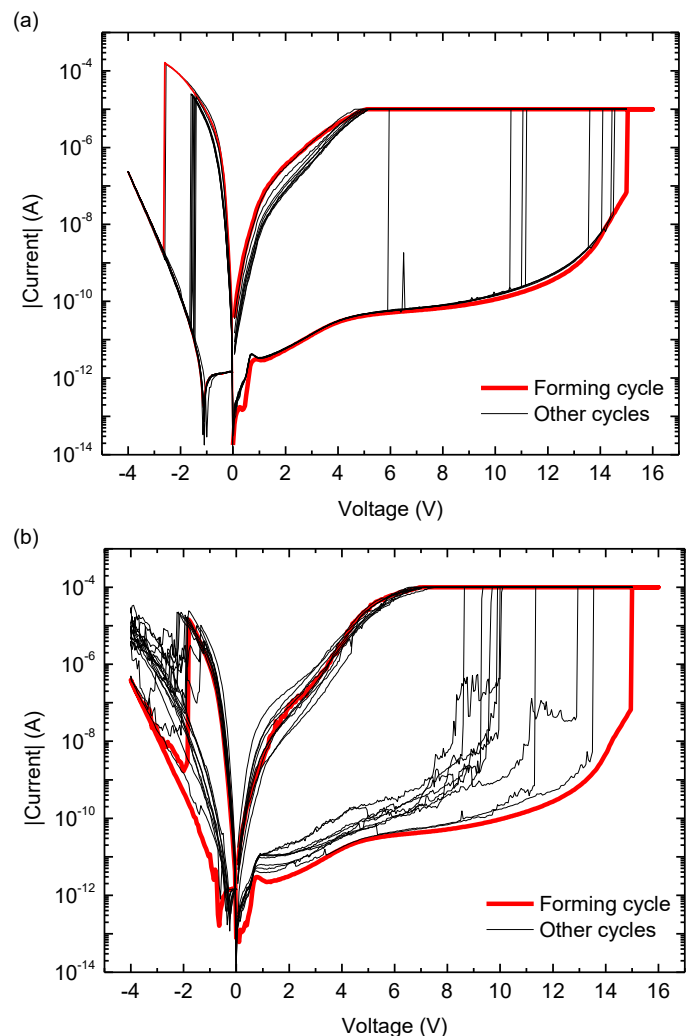 (a)
|Current| (A)
10⁻⁴
10⁻⁶
10⁻⁸
10⁻¹⁰
10⁻¹²
10⁻¹⁴
Forming cycle
Other cycles
-4 -2 0 2 4 6 8 10 12 14 16
Voltage (V)
(b)
|Current| (A)
10⁻⁴
10⁻⁶
10⁻⁸
10⁻¹⁰
10⁻¹²
10⁻¹⁴
Forming cycle
Other cycles
-4 -2 0 2 4 6 8 10 12 14 16
Voltage (V)